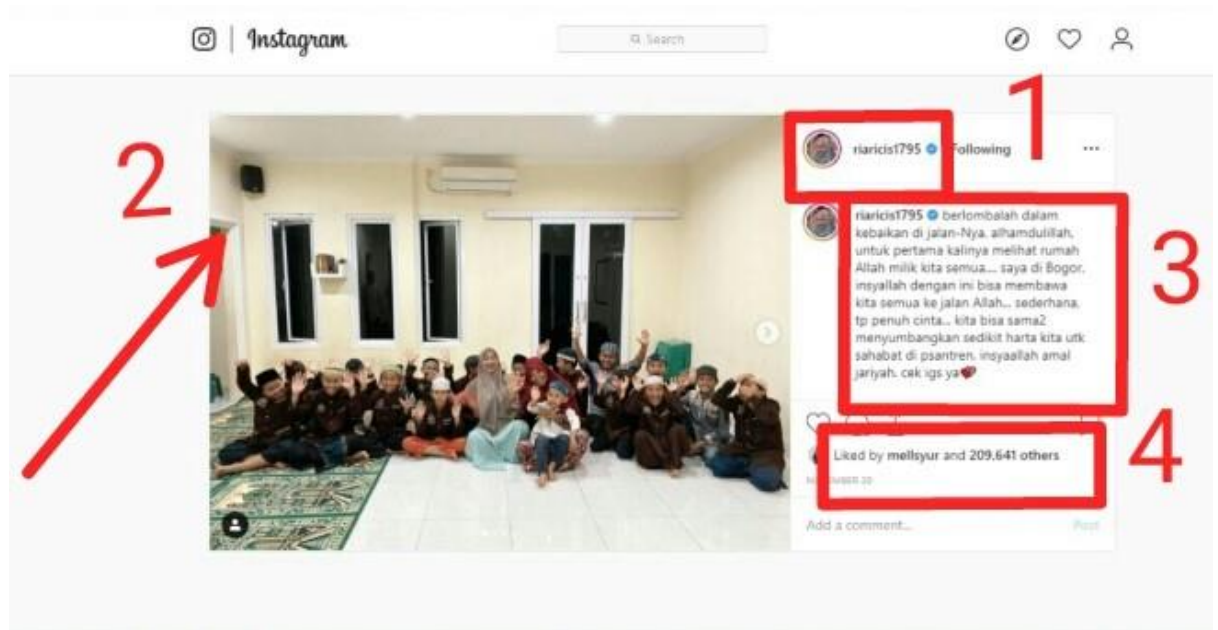 Instagram
Search
1
2
riaricis1795 Following
riaricis1795 berlombalah dalam
kebaikan di jalan-Nya. alhamdulillah,
untuk pertama kalinya melihat rumah
Allah milik kita semua.... saya di Bogor.
insyallah dengan ini bisa membawa
kita semua ke jalan Allah... sederhana,
tp penuh cinta... kita bisa sama2
menyumbangkan sedikit harta kita utk
sahabat di psantren. insyaallah amal
jariyah. cek igs ya
3
Liked by mellsyur and 209,641 others
4
20
Add a comment...
Post